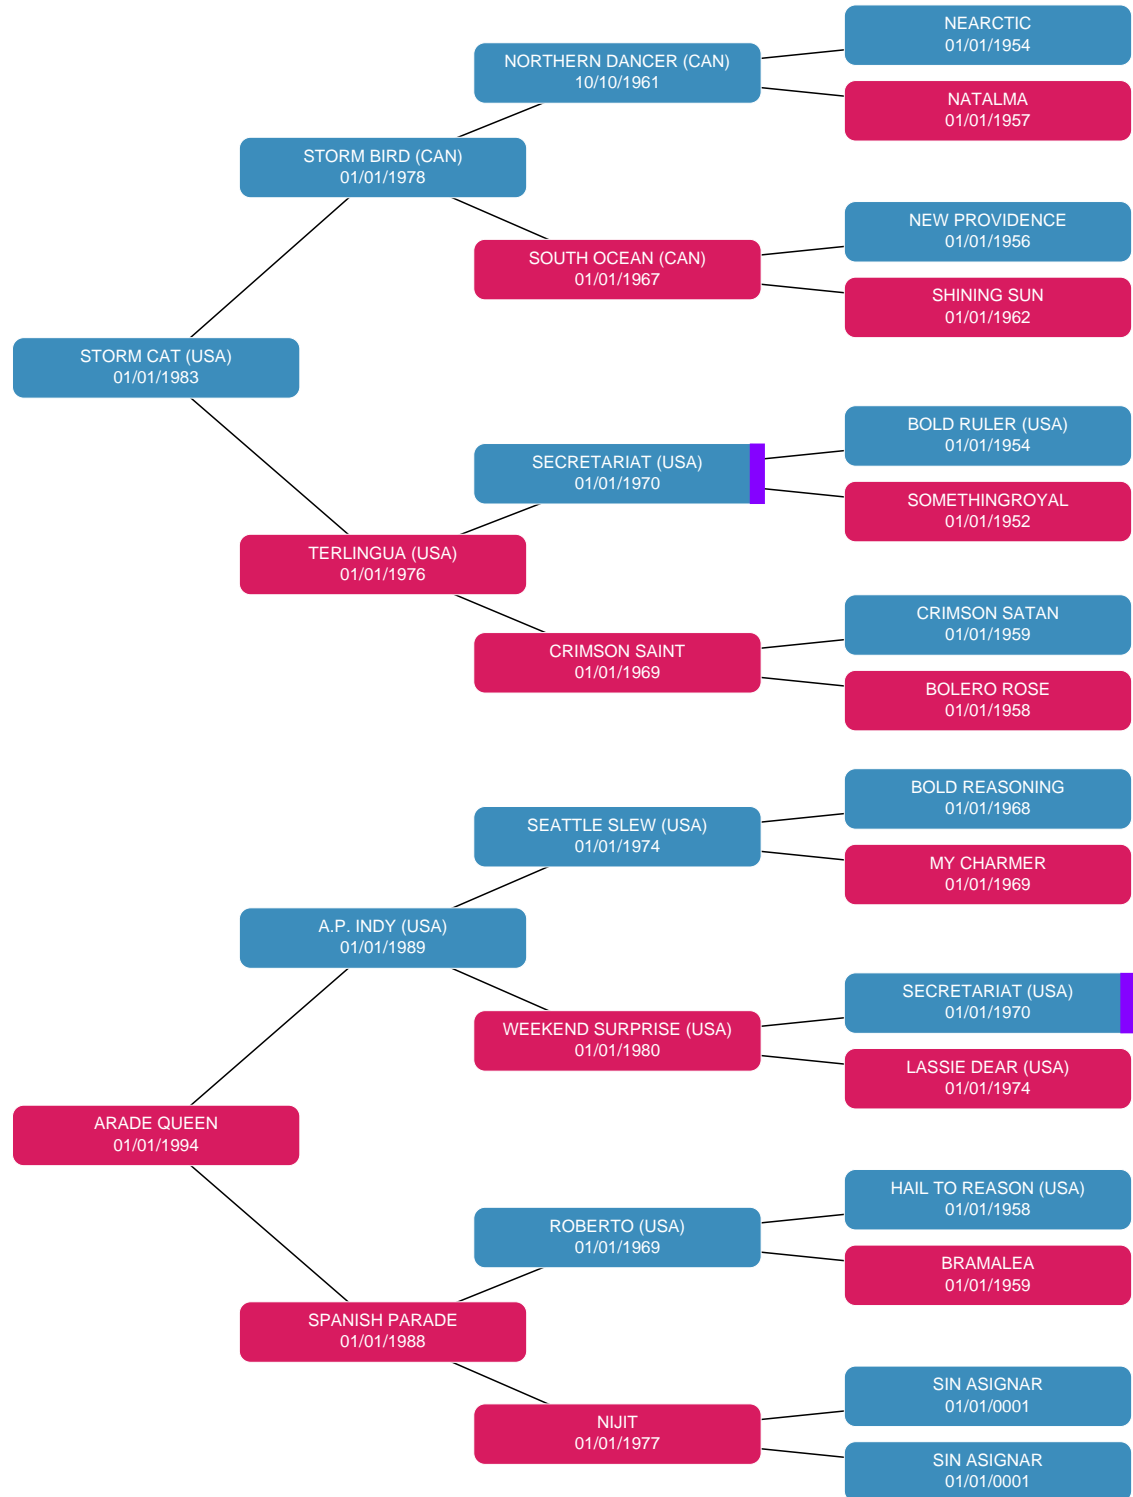 NEARCTIC
01/01/1954
NORTHERN DANCER (CAN)
10/10/1961
NATALMA
01/01/1957
STORM BIRD (CAN)
01/01/1978
NEW PROVIDENCE
01/01/1956
SOUTH OCEAN (CAN)
01/01/1967
SHINING SUN
01/01/1962
STORM CAT (USA)
01/01/1983
BOLD RULER (USA)
01/01/1954
SECRETARIAT (USA)
01/01/1970
SOMETHINGROYAL
01/01/1952
TERLINGUA (USA)
01/01/1976
CRIMSON SATAN
01/01/1959
CRIMSON SAINT
01/01/1969
BOLERO ROSE
01/01/1958
BOLD REASONING
01/01/1968
SEATTLE SLEW (USA)
01/01/1974
MY CHARMER
01/01/1969
A.P. INDY (USA)
01/01/1989
SECRETARIAT (USA)
01/01/1970
WEEKEND SURPRISE (USA)
01/01/1980
LASSIE DEAR (USA)
01/01/1974
ARADE QUEEN
01/01/1994
HAIL TO REASON (USA)
01/01/1958
ROBERTO (USA)
01/01/1969
BRAMALEA
01/01/1959
SPANISH PARADE
01/01/1988
SIN ASIGNAR
01/01/0001
NIJIT
01/01/1977
SIN ASIGNAR
01/01/0001